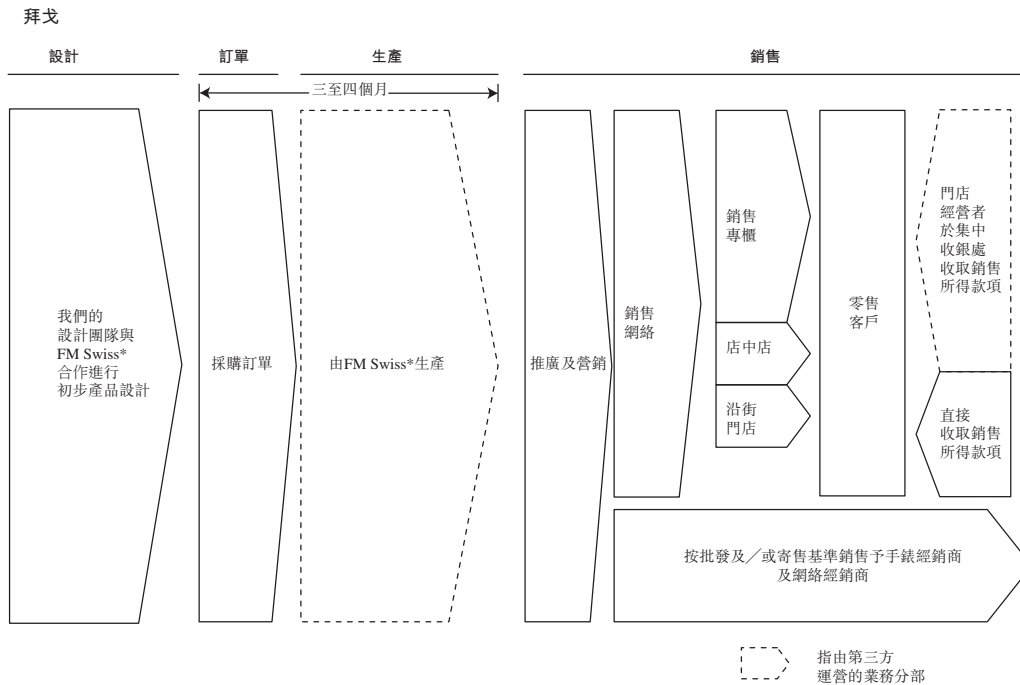 拜戈
設計
訂單
生產
銷售
三至四個月
我們的
設計團隊與
FM Swiss*
合作進行
初步產品設計
採購訂單
由FM Swiss*生產
推廣及營銷
銷售
網絡
銷售
專櫃
店中店
沿街
門店
零售
客戶
門店
經營者
於集中
收銀處
收取銷售
所得款項
直接
收取銷售
所得款項
按批發及／或寄售基準銷售予手錶經銷商
及網絡經銷商
指由第三方
運營的業務分部